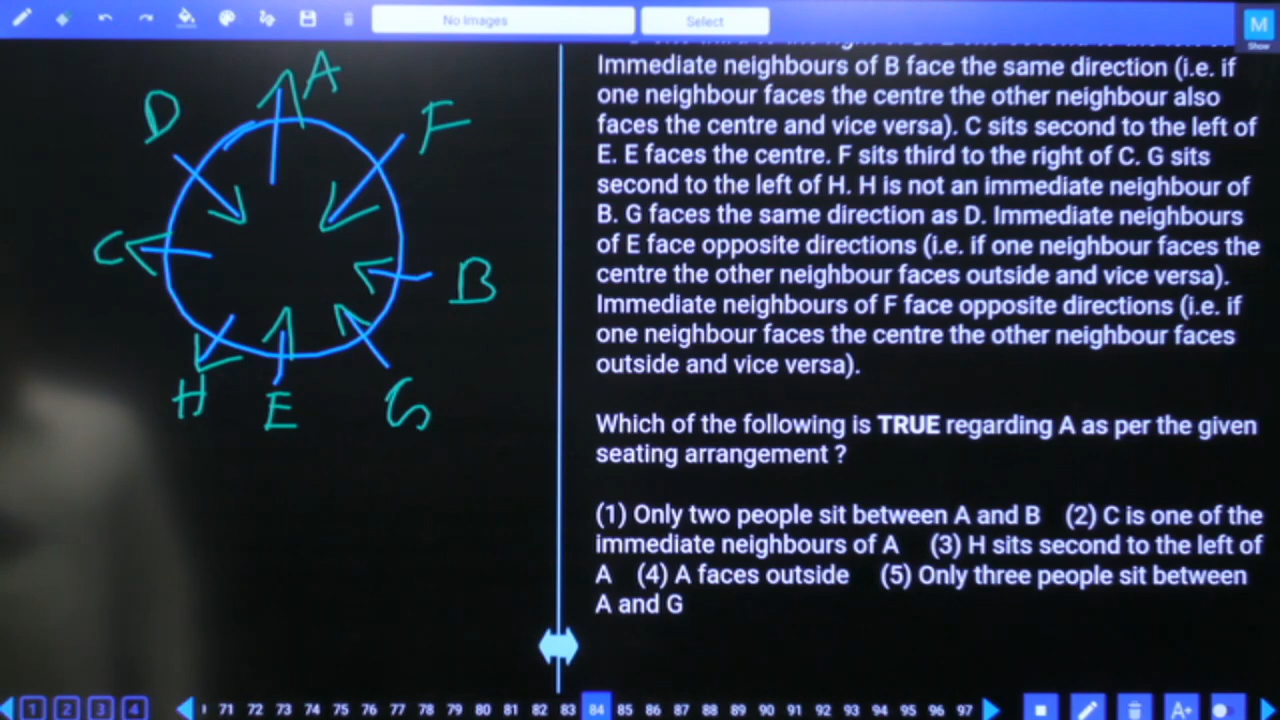 No Images
Select
M
Show
Immediate neighbours of B face the same direction (i.e. if
one neighbour faces the centre the other neighbour also
faces the centre and vice versa). C sits second to the left of
E. E faces the centre. F sits third to the right of C. G sits
second to the left of H. H is not an immediate neighbour of
B. G faces the same direction as D. Immediate neighbours
of E face opposite directions (i.e. if one neighbour faces the
centre the other neighbour faces outside and vice versa).
Immediate neighbours of F face opposite directions (i.e. if
one neighbour faces the centre the other neighbour faces
outside and vice versa).
Which of the following is TRUE regarding A as per the given
seating arrangement ?
(1) Only two people sit between A and B (2) C is one of the
immediate neighbours of A (3) H sits second to the left of
A (4) A faces outside (5) Only three people sit between
A and G
A
D
F
C
B
H
E
G
1 2 3 4 71 72 73 74 75 76 77 78 79 80 81 82 83 84 85 86 87 88 89 90 91 92 93 94 95 96 97 A+